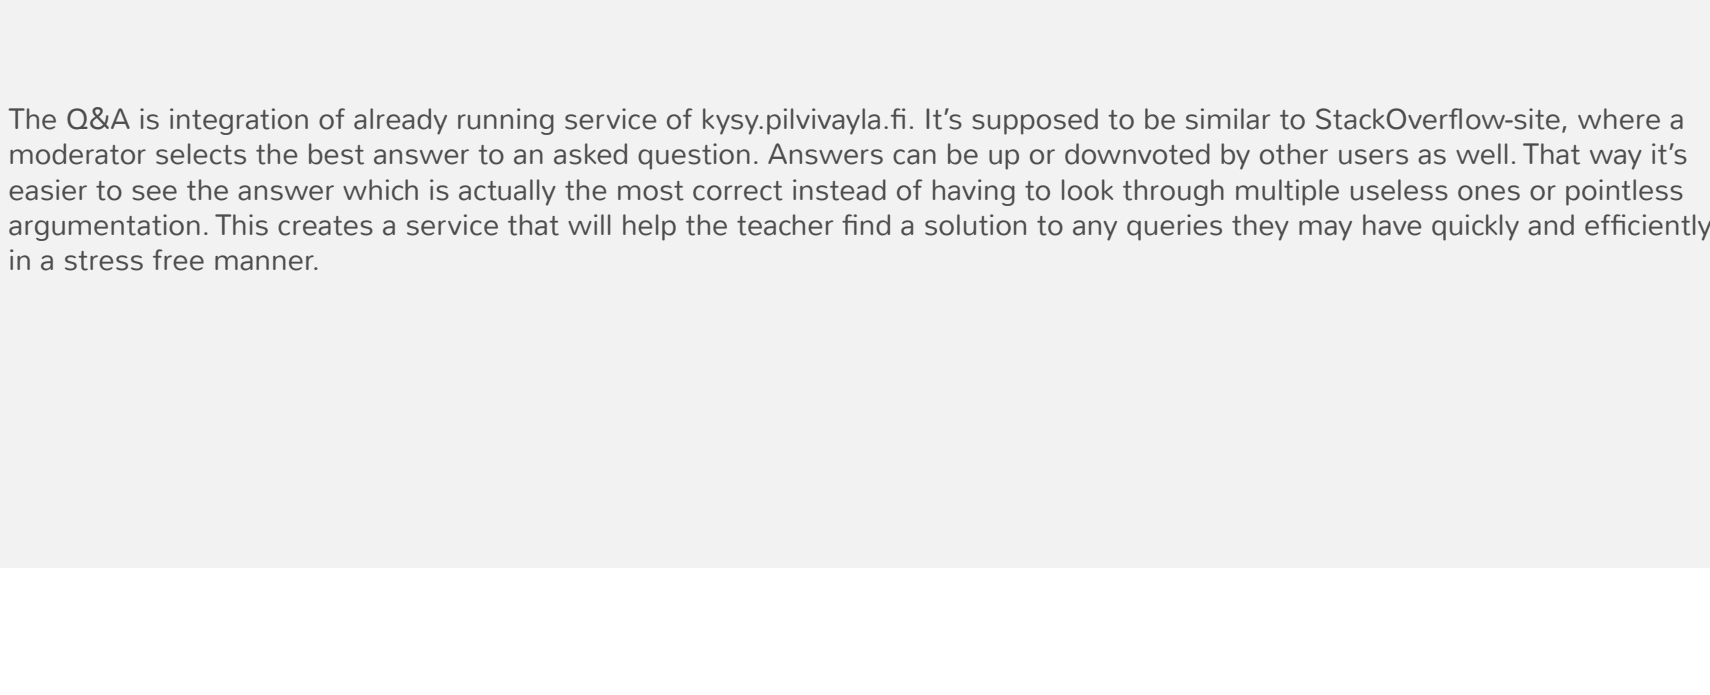 The Q&A is integration of already running service of kysy.pilvivayla.fi. It’s supposed to be similar to StackOverflow-site, where a
moderator selects the best answer to an asked question. Answers can be up or downvoted by other users as well. That way it’s
easier to see the answer which is actually the most correct instead of having to look through multiple useless ones or pointless
argumentation. This creates a service that will help the teacher find a solution to any queries they may have quickly and efficiently
in a stress free manner.